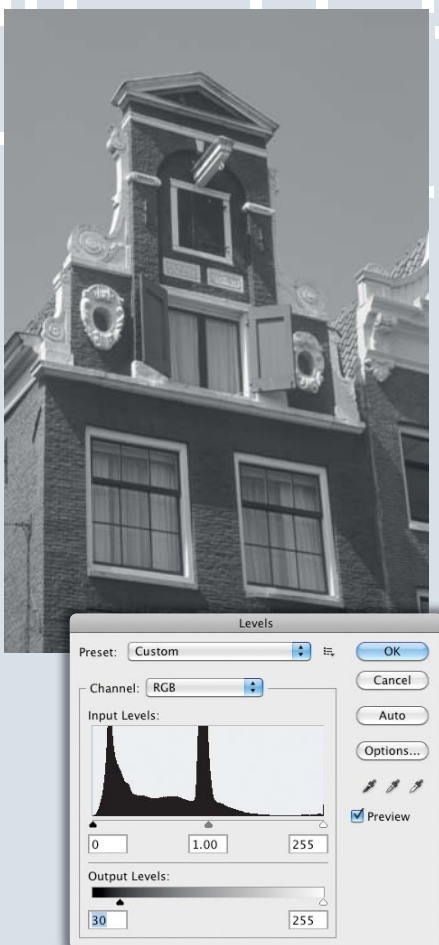 Levels
Preset: Custom
OK
Channel: RGB
Cancel
Input Levels:
Auto
Options...
Preview
0 1.00 255
Output Levels:
30 255